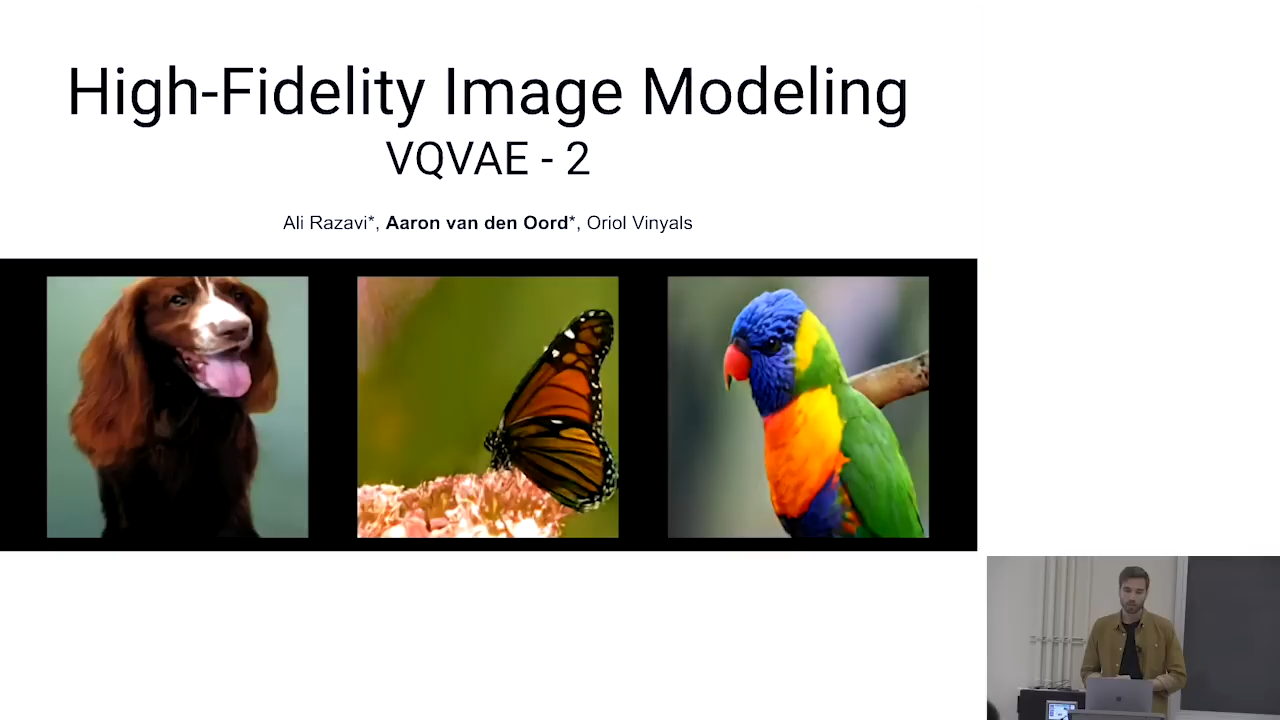 High-Fidelity Image Modeling
VQVAE - 2
Ali Razavi*, Aaron van den Oord*, Oriol Vinyals